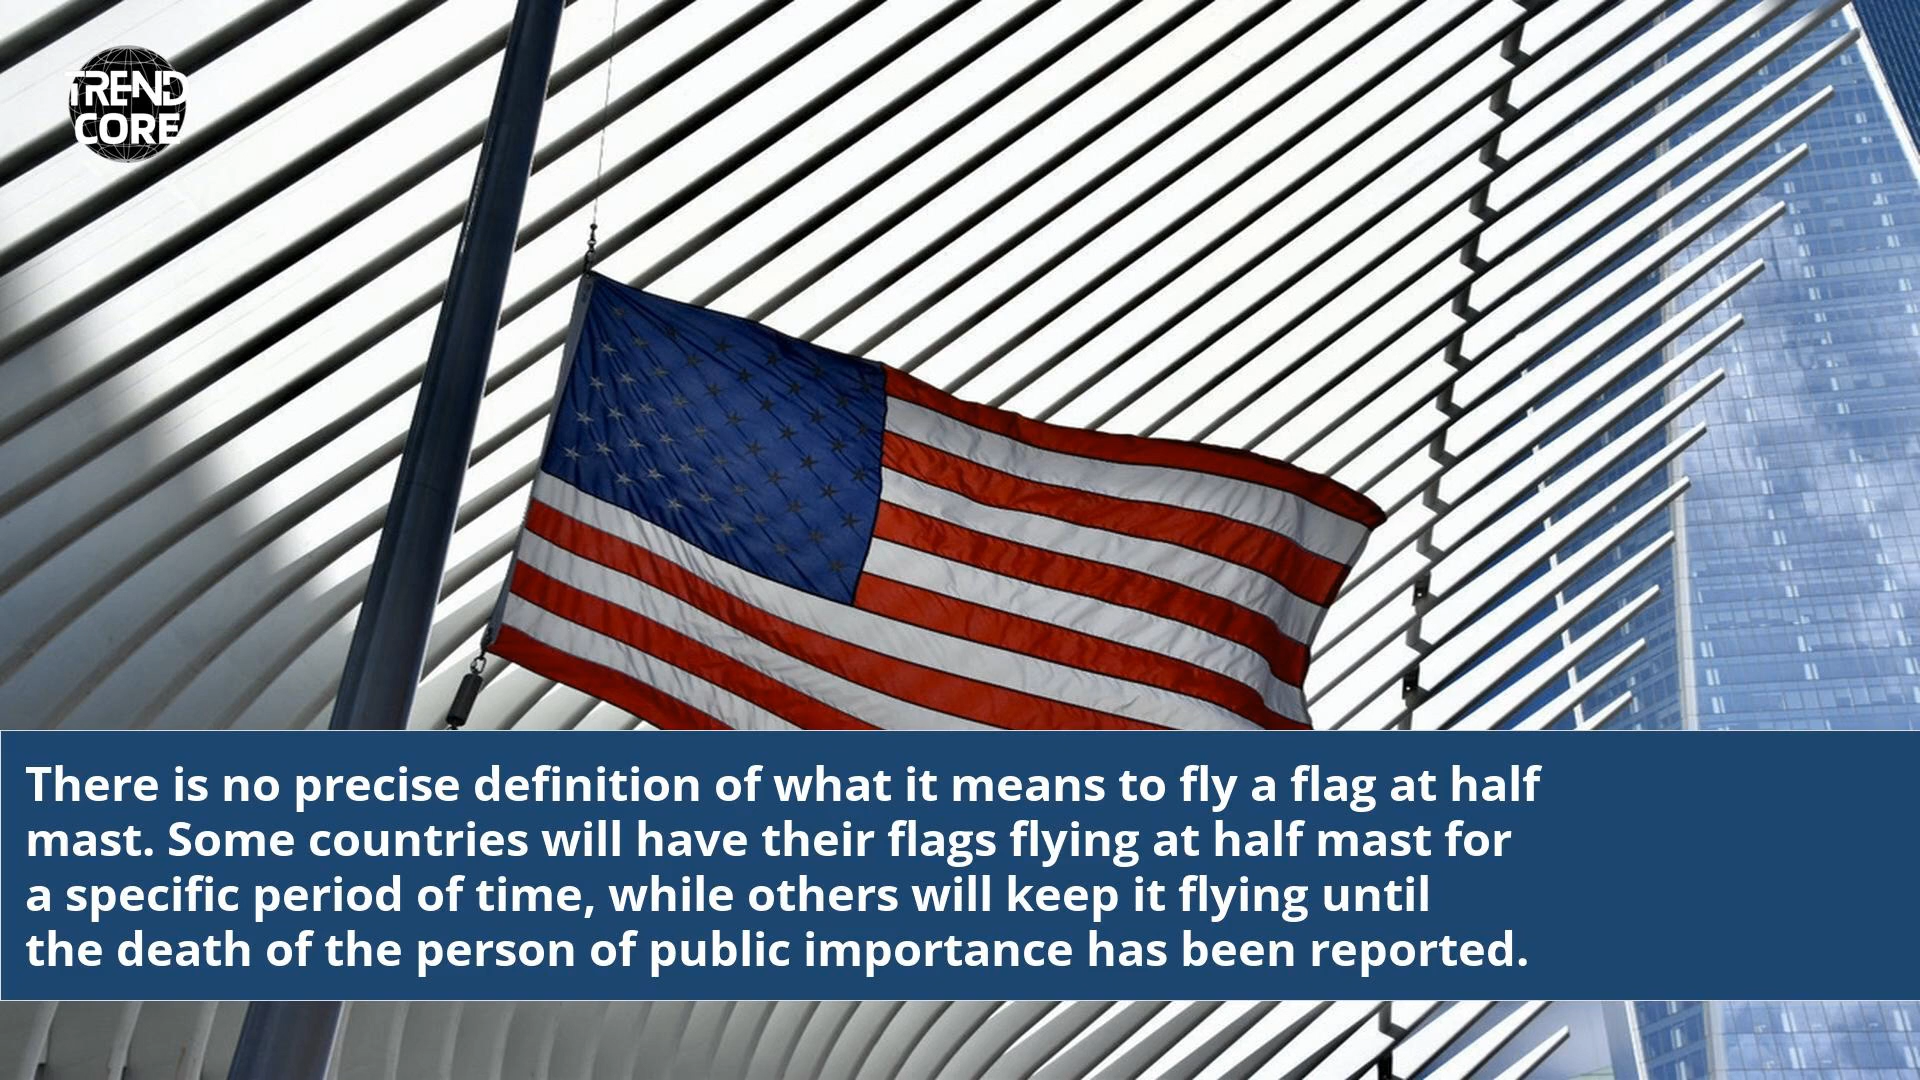 TREND
CORE
There is no precise definition of what it means to fly a flag at half
mast. Some countries will have their flags flying at half mast for
a specific period of time, while others will keep it flying until
the death of the person of public importance has been reported.